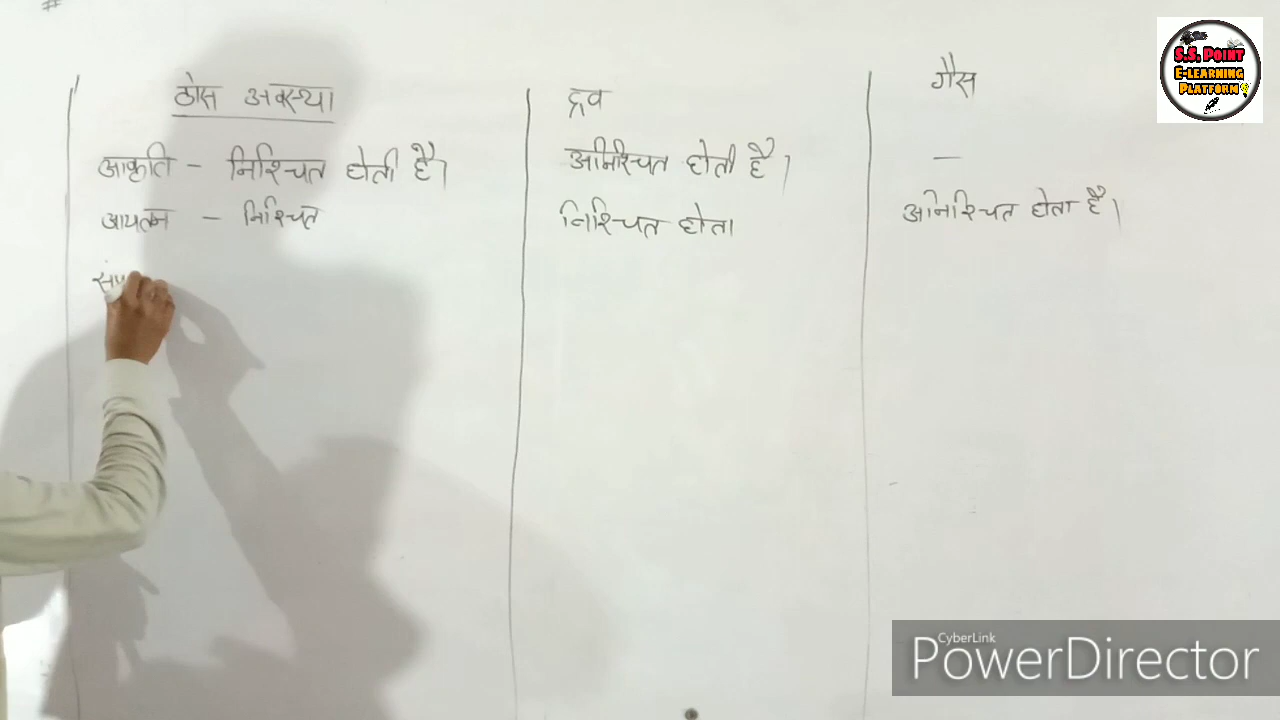 ठोस अवस्था
द्रव
गैस
आकृति - निश्चित होती है।
अनिश्चित होती है।
—
आयतन - निश्चित
निश्चित होता
अनिश्चित होता है।
S.S. POINT
E-LEARNING
PLATFORM
CyberLink
PowerDirector